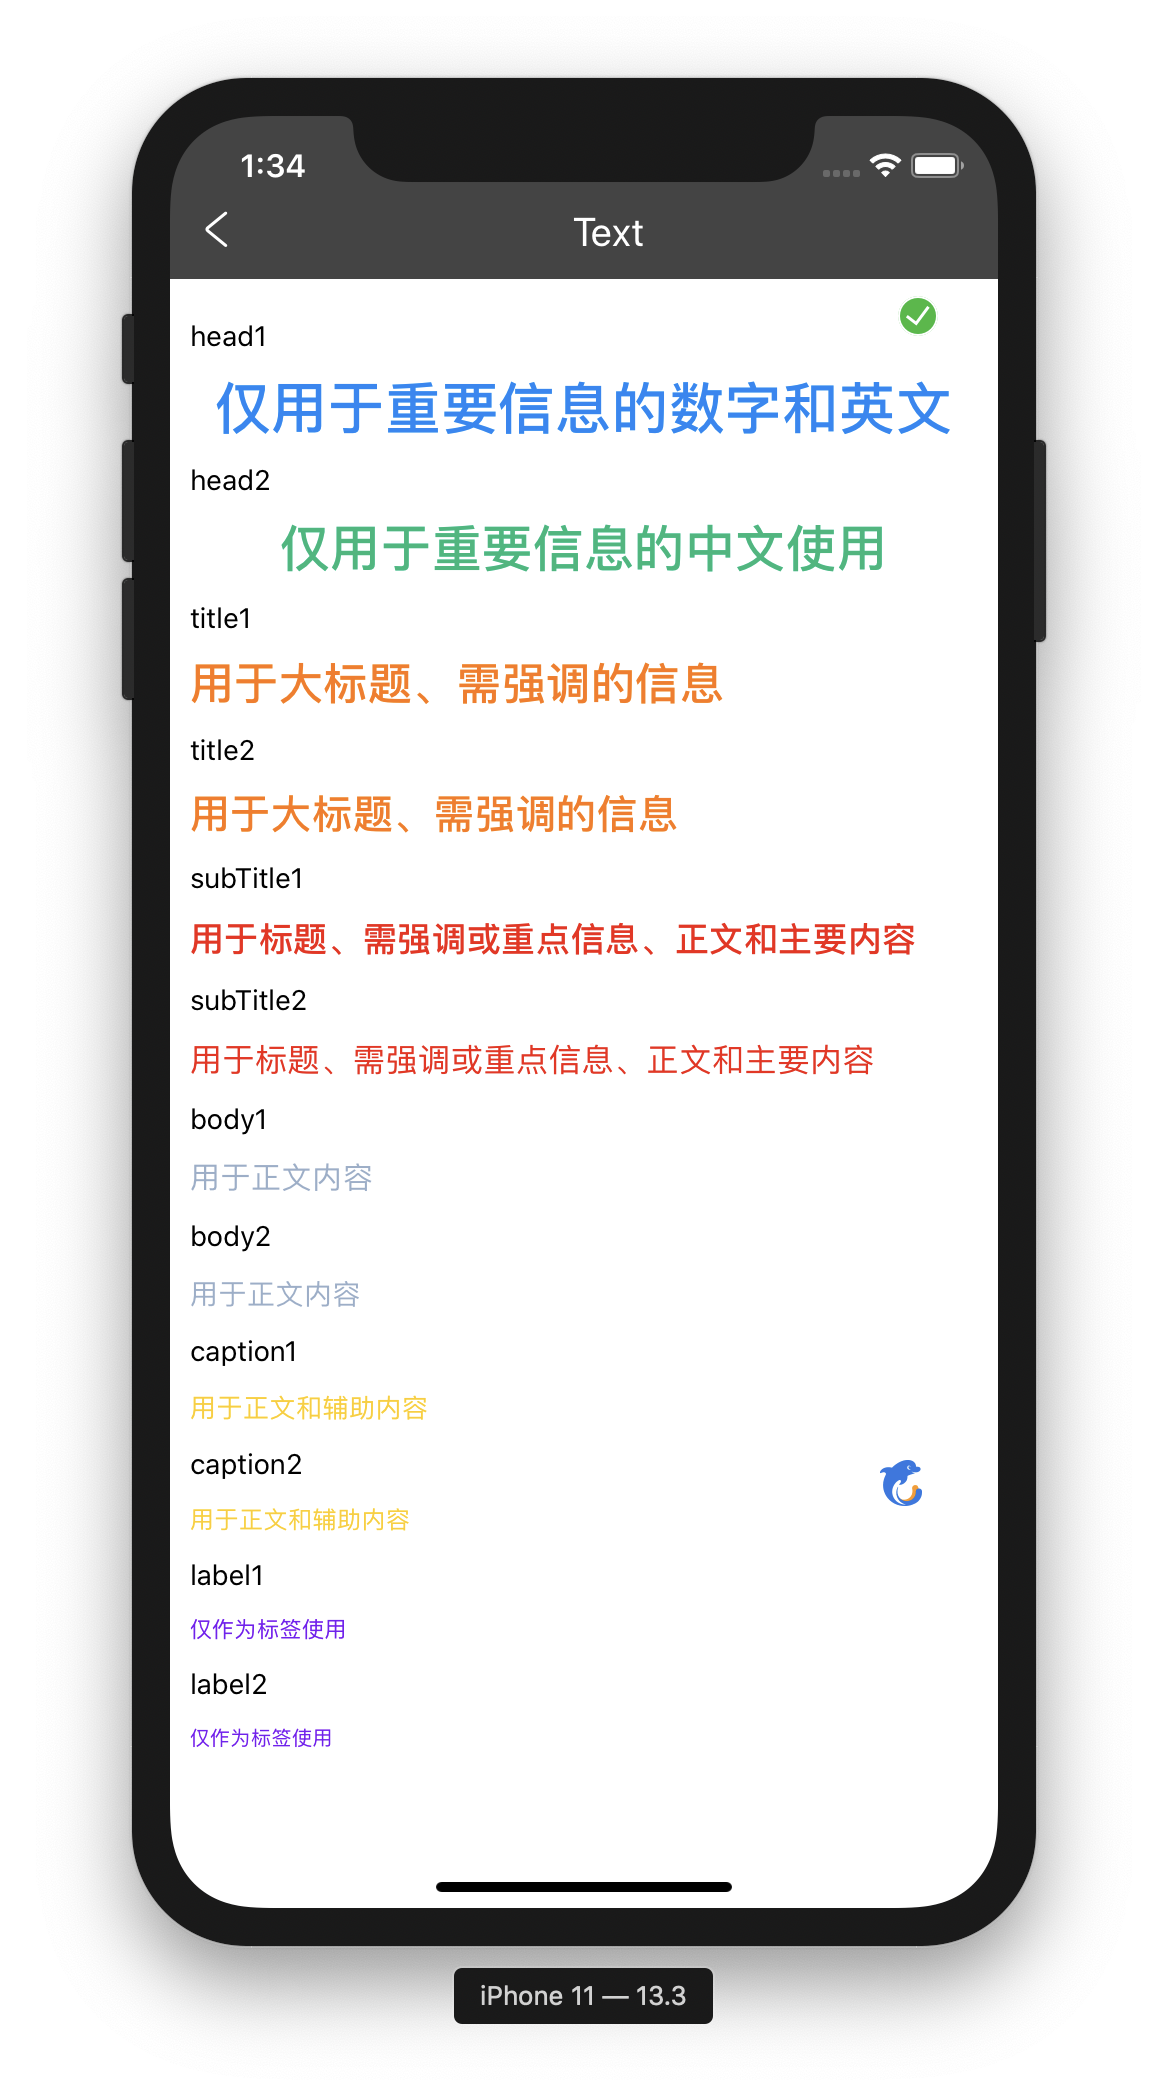 1:34
Text
head1
仅用于重要信息的数字和英文
head2
仅用于重要信息的中文使用
title1
用于大标题、需强调的信息
title2
用于大标题、需强调的信息
subTitle1
用于标题、需强调或重点信息、正文和主要内容
subTitle2
用于标题、需强调或重点信息、正文和主要内容
body1
用于正文内容
body2
用于正文内容
caption1
用于正文和辅助内容
caption2
用于正文和辅助内容
label1
仅作为标签使用
label2
仅作为标签使用
iPhone 11 — 13.3